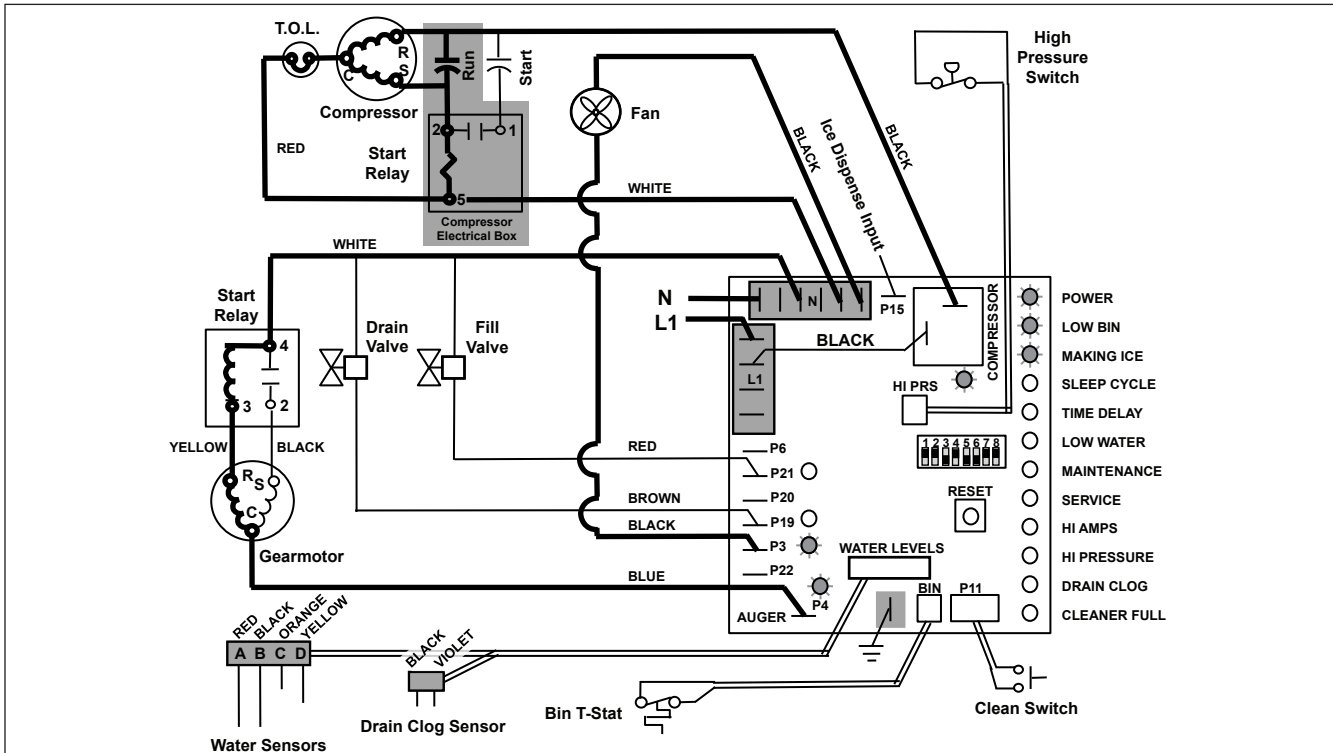 T.O.L.
R
C
S
Compressor
RED
Run
Start
2
1
Start
Relay
5
Compressor
Electrical Box
WHITE
Fan
BLACK
Ice Dispense Input
BLACK
High
Pressure
Switch
WHITE
Start
Relay
4
3
2
YELLOW
BLACK
R
S
C
Gearmotor
Drain
Valve
Fill
Valve
N
L1
N
P15
BLACK
L1
COMPRESSOR
HI PRS
POWER
LOW BIN
MAKING ICE
SLEEP CYCLE
TIME DELAY
LOW WATER
MAINTENANCE
SERVICE
HI AMPS
HI PRESSURE
DRAIN CLOG
CLEANER FULL
1 2 3 4 5 6 7 8
RESET
RED
BROWN
BLACK
BLUE
P6
P21
P20
P19
P3
P22
P4
AUGER
WATER LEVELS
BIN
P11
RED
BLACK
ORANGE
YELLOW
A B C D
Water Sensors
BLACK
VIOLET
Drain Clog Sensor
Bin T-Stat
Clean Switch